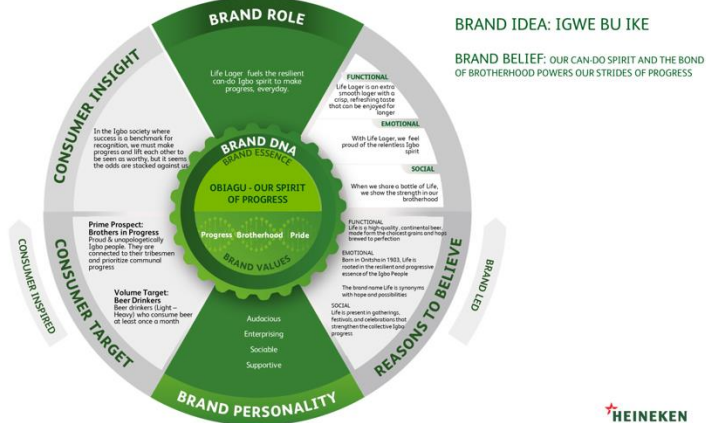 BRAND ROLE
BRAND IDEA: IGWE BU IKE
BRAND BELIEF: OUR CAN-DO SPIRIT AND THE BOND
OF BROTHERHOOD POWERS OUR STRIDES OF PROGRESS
Life Lager fuels the resilient
can-do Igbo spirit to make
progress, everyday.
CONSUMER INSIGHT
In the Igbo society where
success is a benchmark for
recognition, we must make
progress and lift each other to
be seen as worthy, but it seems
the odds are stacked against us
FUNCTIONAL
Life Lager is an extra
smooth lager with a
crisp, refreshing taste
that can be enjoyed for
longer
EMOTIONAL
With Life Lager, we feel
proud of the relentless Igbo
spirit
SOCIAL
When we share a bottle of Life,
we show the strength in our
brotherhood
BRAND DNA
BRAND ESSENCE
OBIAGU - OUR SPIRIT
OF PROGRESS
Progress Brotherhood Pride
BRAND VALUES
CONSUMER INSPIRED
CONSUMER TARGET
Prime Prospect:
Brothers in Progress
Proud & unapologetically
Igbo people. They are
connected to their tribesmen
and prioritize communal
progress
Volume Target:
Beer Drinkers
Beer drinkers (Light –
Heavy) who consume beer
at least once a month
FUNCTIONAL
Life is a high-quality, continental beer,
made form the choicest grains and hops
brewed to perfection
EMOTIONAL
Born in Onitsha in 1983, Life is
rooted in the resilient and progressive
essence of the Igbo People
The brand name Life is synonyms
with hope and possibilities
SOCIAL
Life is present in gatherings,
festivals, and celebrations that
strengthen the collective Igbo
progress
REASONS TO BELIEVE
BRAND LED
Audacious
Enterprising
Sociable
Supportive
BRAND PERSONALITY
HEINEKEN